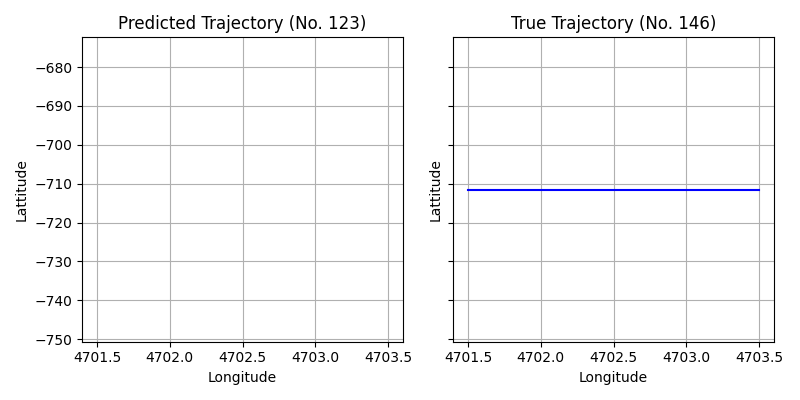 Predicted Trajectory (No. 123)
True Trajectory (No. 146)
Lattitude
−680
−690
−700
−710
−720
−730
−740
−750
4701.5 4702.0 4702.5 4703.0 4703.5
Longitude
Lattitude
4701.5 4702.0 4702.5 4703.0 4703.5
Longitude